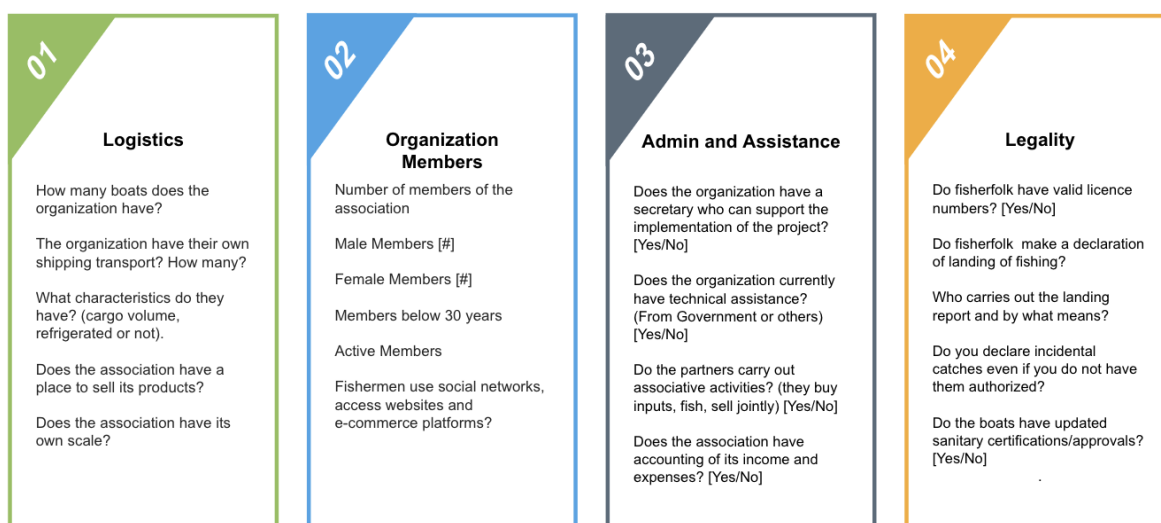 01
Logistics
How many boats does the
organization have?
The organization have their own
shipping transport? How many?
What characteristics do they
have? (cargo volume,
refrigerated or not).
Does the association have a
place to sell its products?
Does the association have its
own scale?
02
Organization
Members
Number of members of the
association
Male Members [#]
Female Members [#]
Members below 30 years
Active Members
Fishermen use social networks,
access websites and
e-commerce platforms?
03
Admin and Assistance
Does the organization have a
secretary who can support the
implementation of the project?
[Yes/No]
Does the organization currently
have technical assistance?
(From Government or others)
[Yes/No]
Do the partners carry out
associative activities? (they buy
inputs, fish, sell jointly) [Yes/No]
Does the association have
accounting of its income and
expenses? [Yes/No]
04
Legality
Do fisherfolk have valid licence
numbers? [Yes/No]
Do fisherfolk  make a declaration
of landing of fishing?
Who carries out the landing
report and by what means?
Do you declare incidental
catches even if you do not have
them authorized?
Do the boats have updated
sanitary certifications/approvals?
[Yes/No]
.